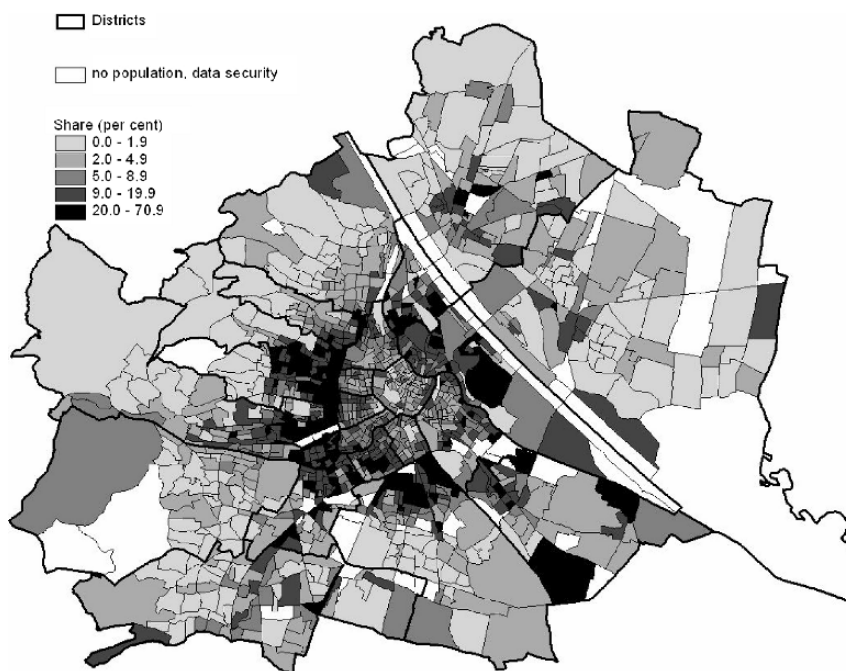 Districts
no population, data security
Share (per cent)
0.0 - 1.9
2.0 - 4.9
5.0 - 8.9
9.0 - 19.9
20.0 - 70.9